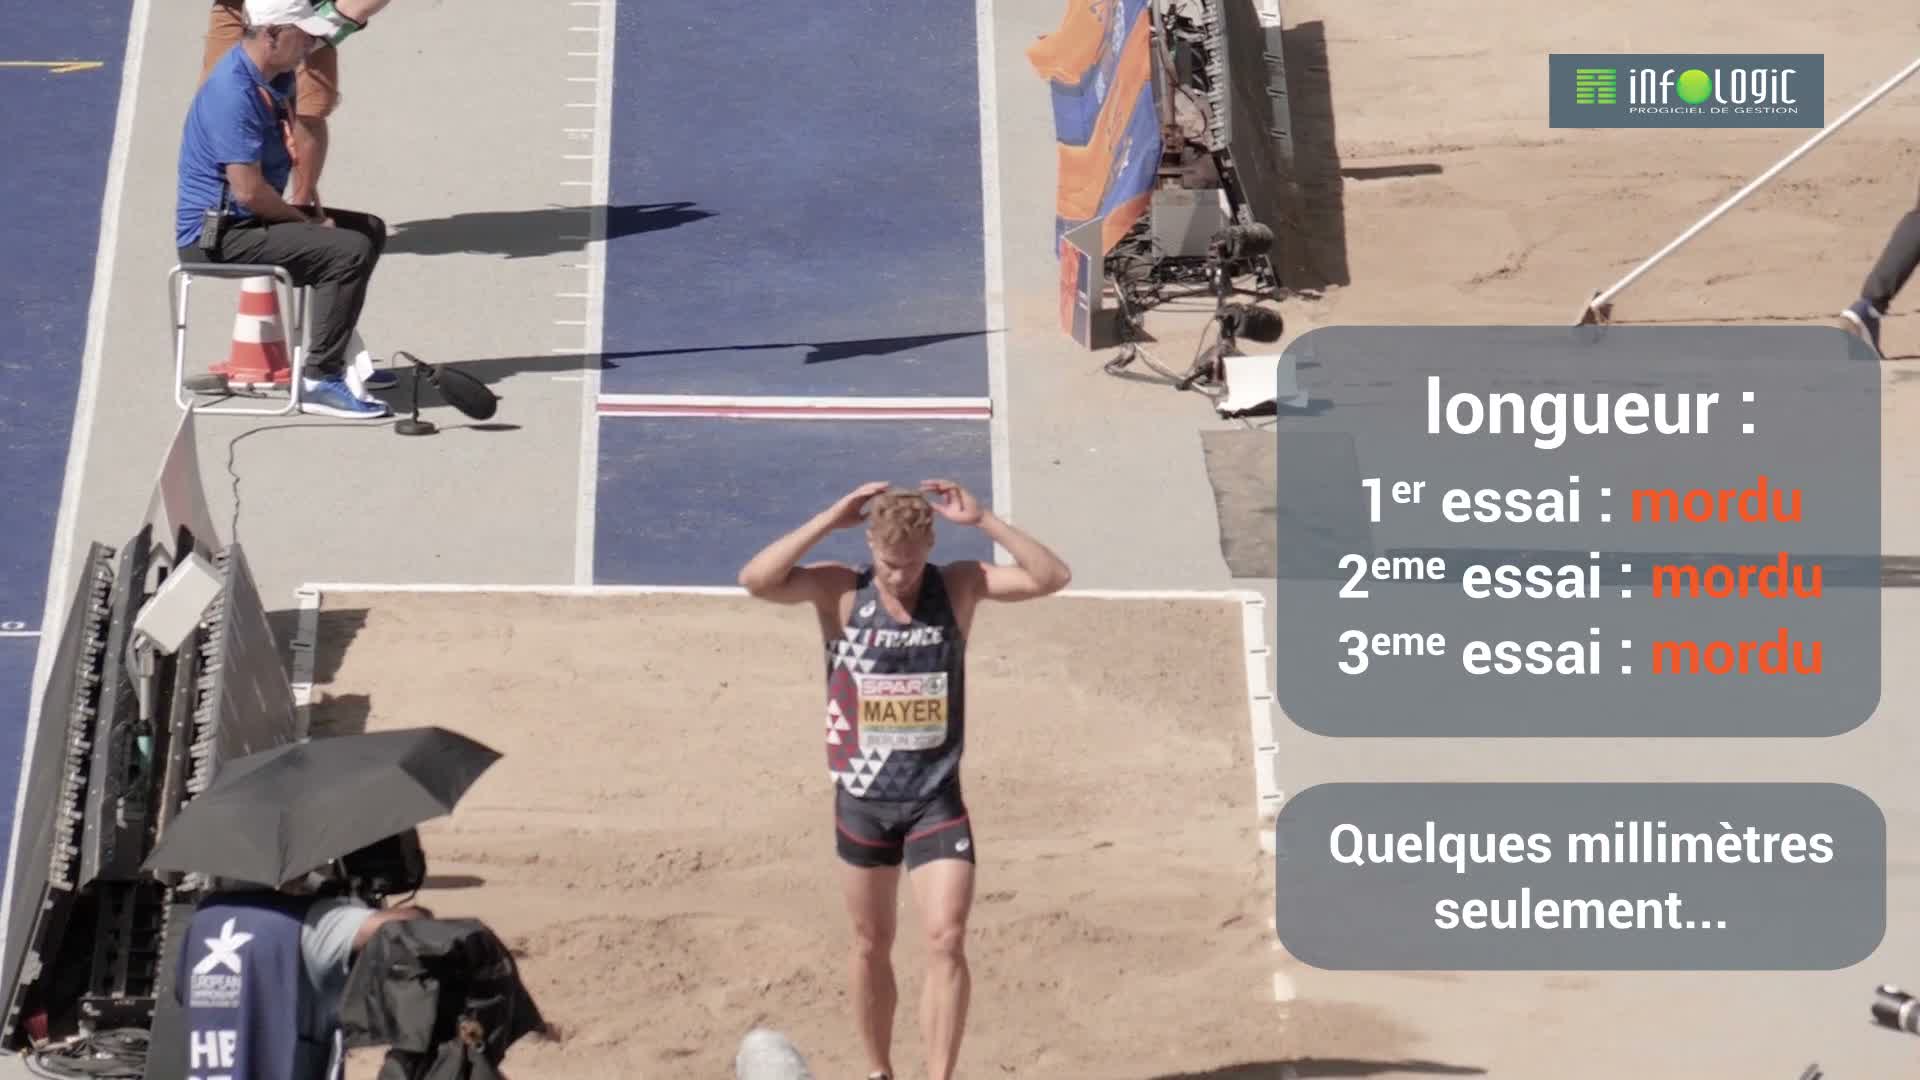 infologic
PROGICIEL DE GESTION
longueur :
1er essai : mordu
2eme essai : mordu
3eme essai : mordu
Quelques millimètres
seulement...
FRANCE
SPAR
MAYER
BERLIN
EUROPEAN
HE